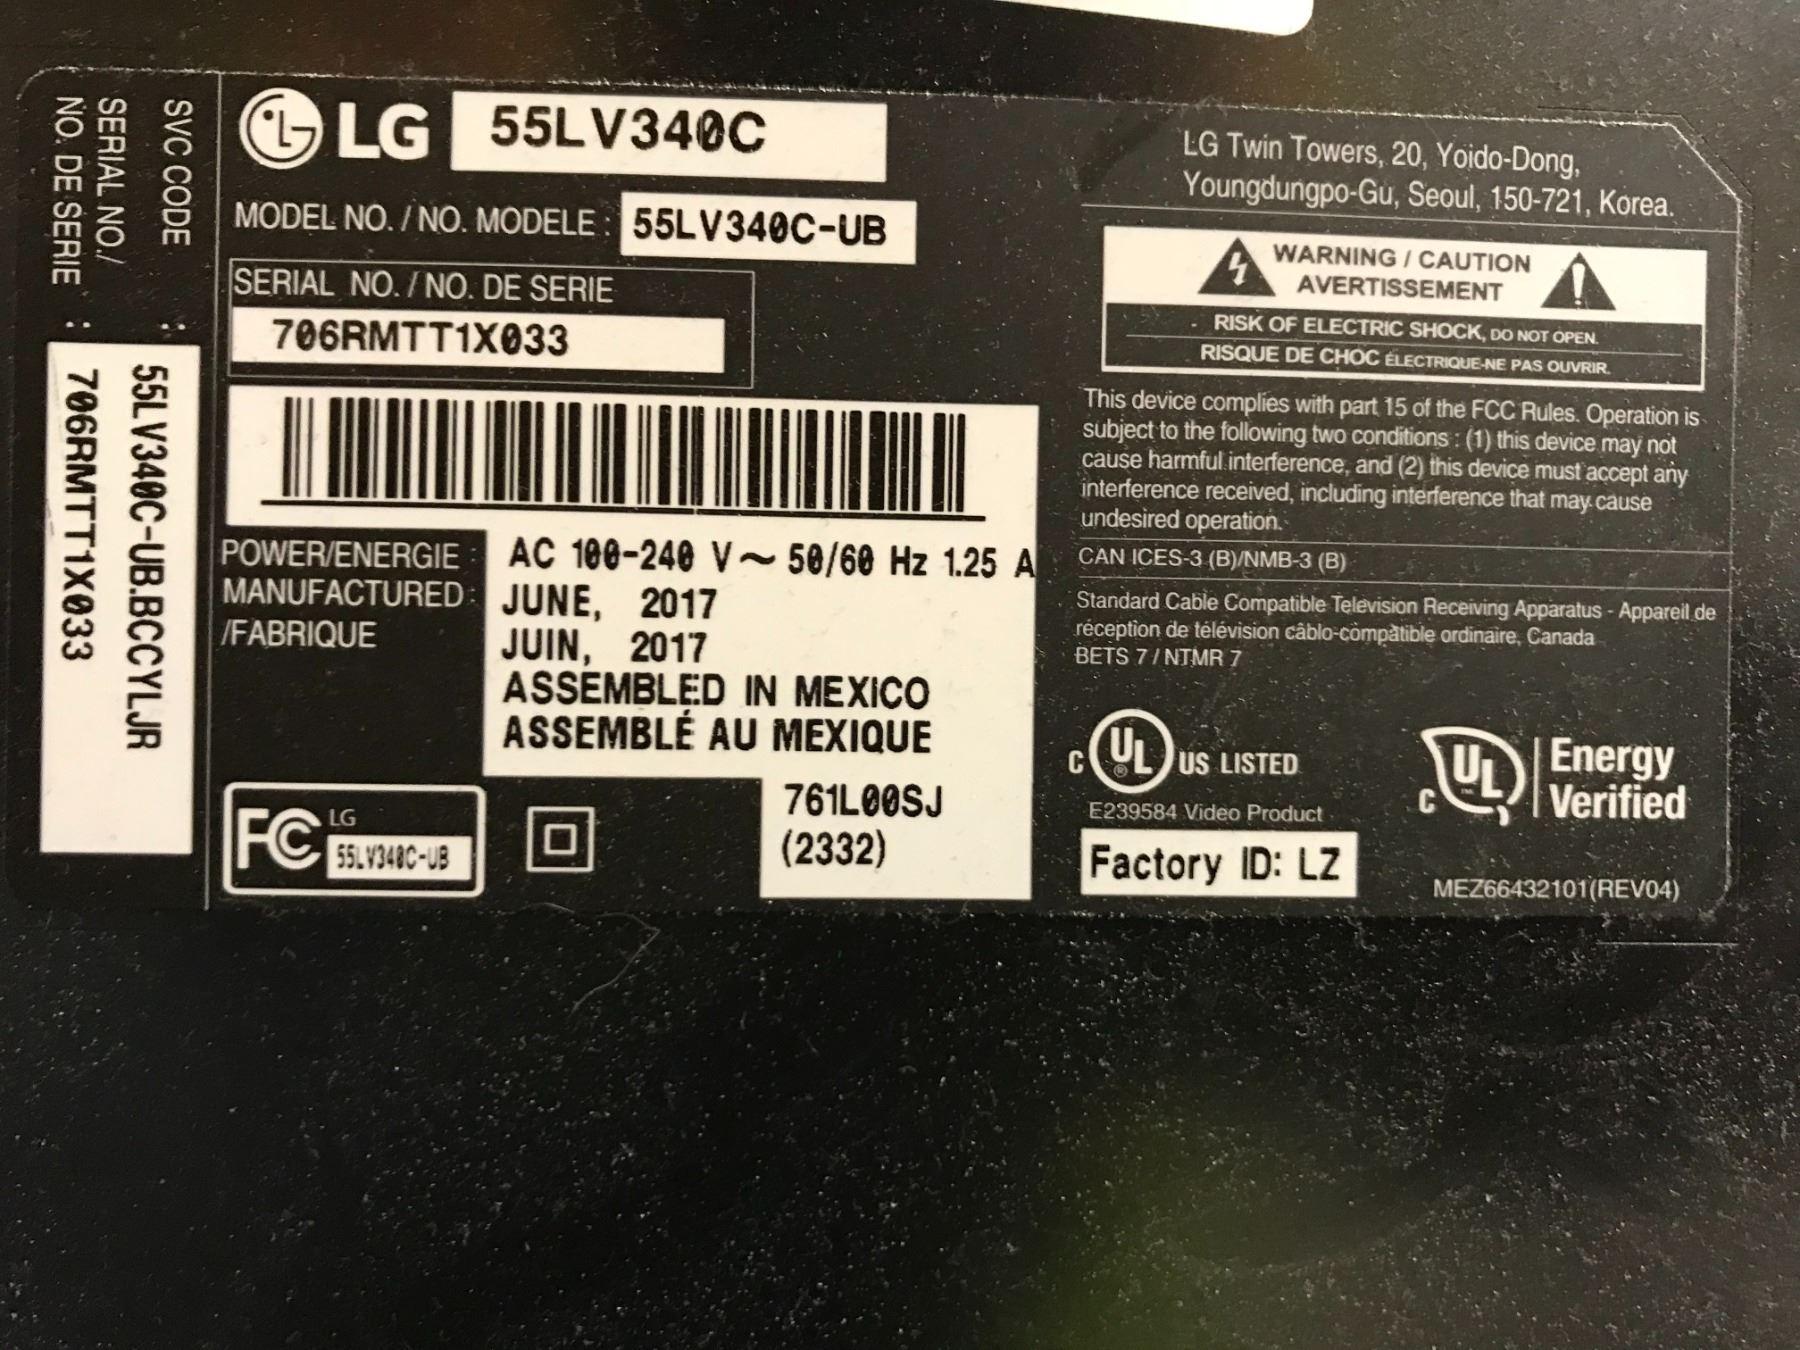 LG 55LV340C
MODEL NO. / NO. MODELE : 55LV340C-UB
SERIAL NO. / NO. DE SERIE
706RMTT1X033
POWER/ENERGIE : AC 100-240 V ~ 50/60 Hz 1.25 A
MANUFACTURED : JUNE, 2017
/FABRIQUE JUIN, 2017
ASSEMBLED IN MEXICO
ASSEMBLÉ AU MEXIQUE
761L00SJ
(2332)
FC LG
55LV340C-UB
SVC CODE : 55LV340C-UB.BCCYLJR
SERIAL NO./
NO. DE SERIE : 706RMTT1X033
LG Twin Towers, 20, Yoido-Dong,
Youngdungpo-Gu, Seoul, 150-721, Korea.
WARNING / CAUTION
AVERTISSEMENT
RISK OF ELECTRIC SHOCK, DO NOT OPEN.
RISQUE DE CHOC ÉLECTRIQUE-NE PAS OUVRIR.
This device complies with part 15 of the FCC Rules. Operation is
subject to the following two conditions : (1) this device may not
cause harmful interference, and (2) this device must accept any
interference received, including interference that may cause
undesired operation.
CAN ICES-3 (B)/NMB-3 (B)
Standard Cable Compatible Television Receiving Apparatus - Appareil de
réception de télévision câblo-compatible ordinaire, Canada
BETS 7 / NTMR 7
C UL ® US LISTED
E239584 Video Product
Factory ID: LZ
C UL ™ Energy
Verified
MEZ66432101(REV04)